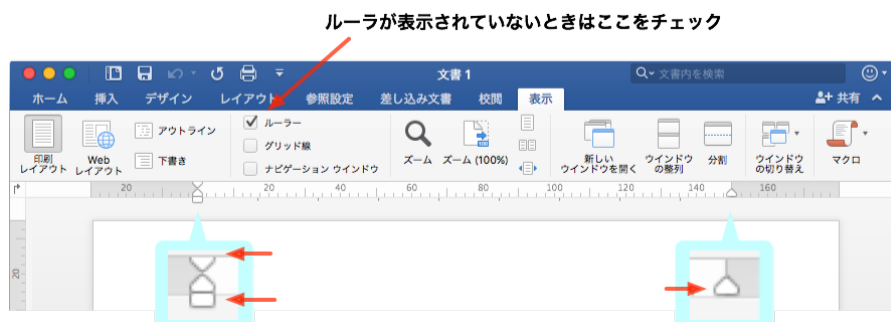 ルーラが表示されていないときはここをチェック
文書 1
文書内を検索
ホーム 挿入 デザイン レイアウト 参照設定 差し込み文書 校閲 表示 共有
印刷
レイアウト
Web
レイアウト
アウトライン
下書き
ルーラー
グリッド線
ナビゲーション ウインドウ
ズーム
ズーム (100%)
新しい
ウインドウを開く
ウインドウ
の整列
分割
ウインドウ
の切り替え
マクロ
20 20 40 60 80 100 120 140 160
20